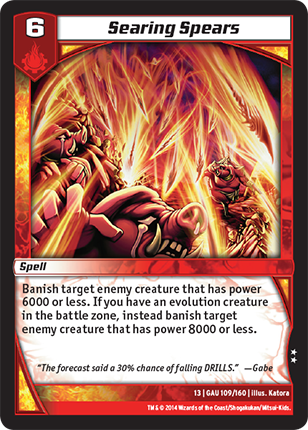 6
Searing Spears
Spell
Banish target enemy creature that has power
6000 or less. If you have an evolution creature
in the battle zone, instead banish target
enemy creature that has power 8000 or less.
"The forecast said a 30% chance of falling DRILLS." —Gabe
13 | GAU 109/160 | illus. Katora
TM & © 2014 Wizards of the Coast/Shogakukan/Mitsui-Kids.